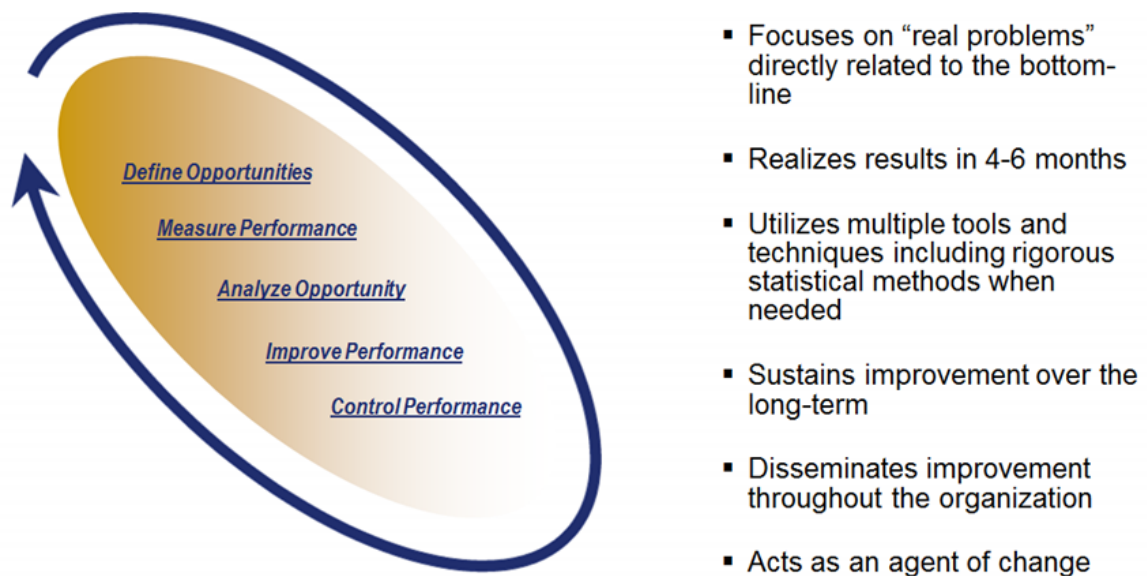 Define Opportunities
Measure Performance
Analyze Opportunity
Improve Performance
Control Performance
▪ Focuses on “real problems”
directly related to the bottom-
line
▪ Realizes results in 4-6 months
▪ Utilizes multiple tools and
techniques including rigorous
statistical methods when
needed
▪ Sustains improvement over the
long-term
▪ Disseminates improvement
throughout the organization
▪ Acts as an agent of change